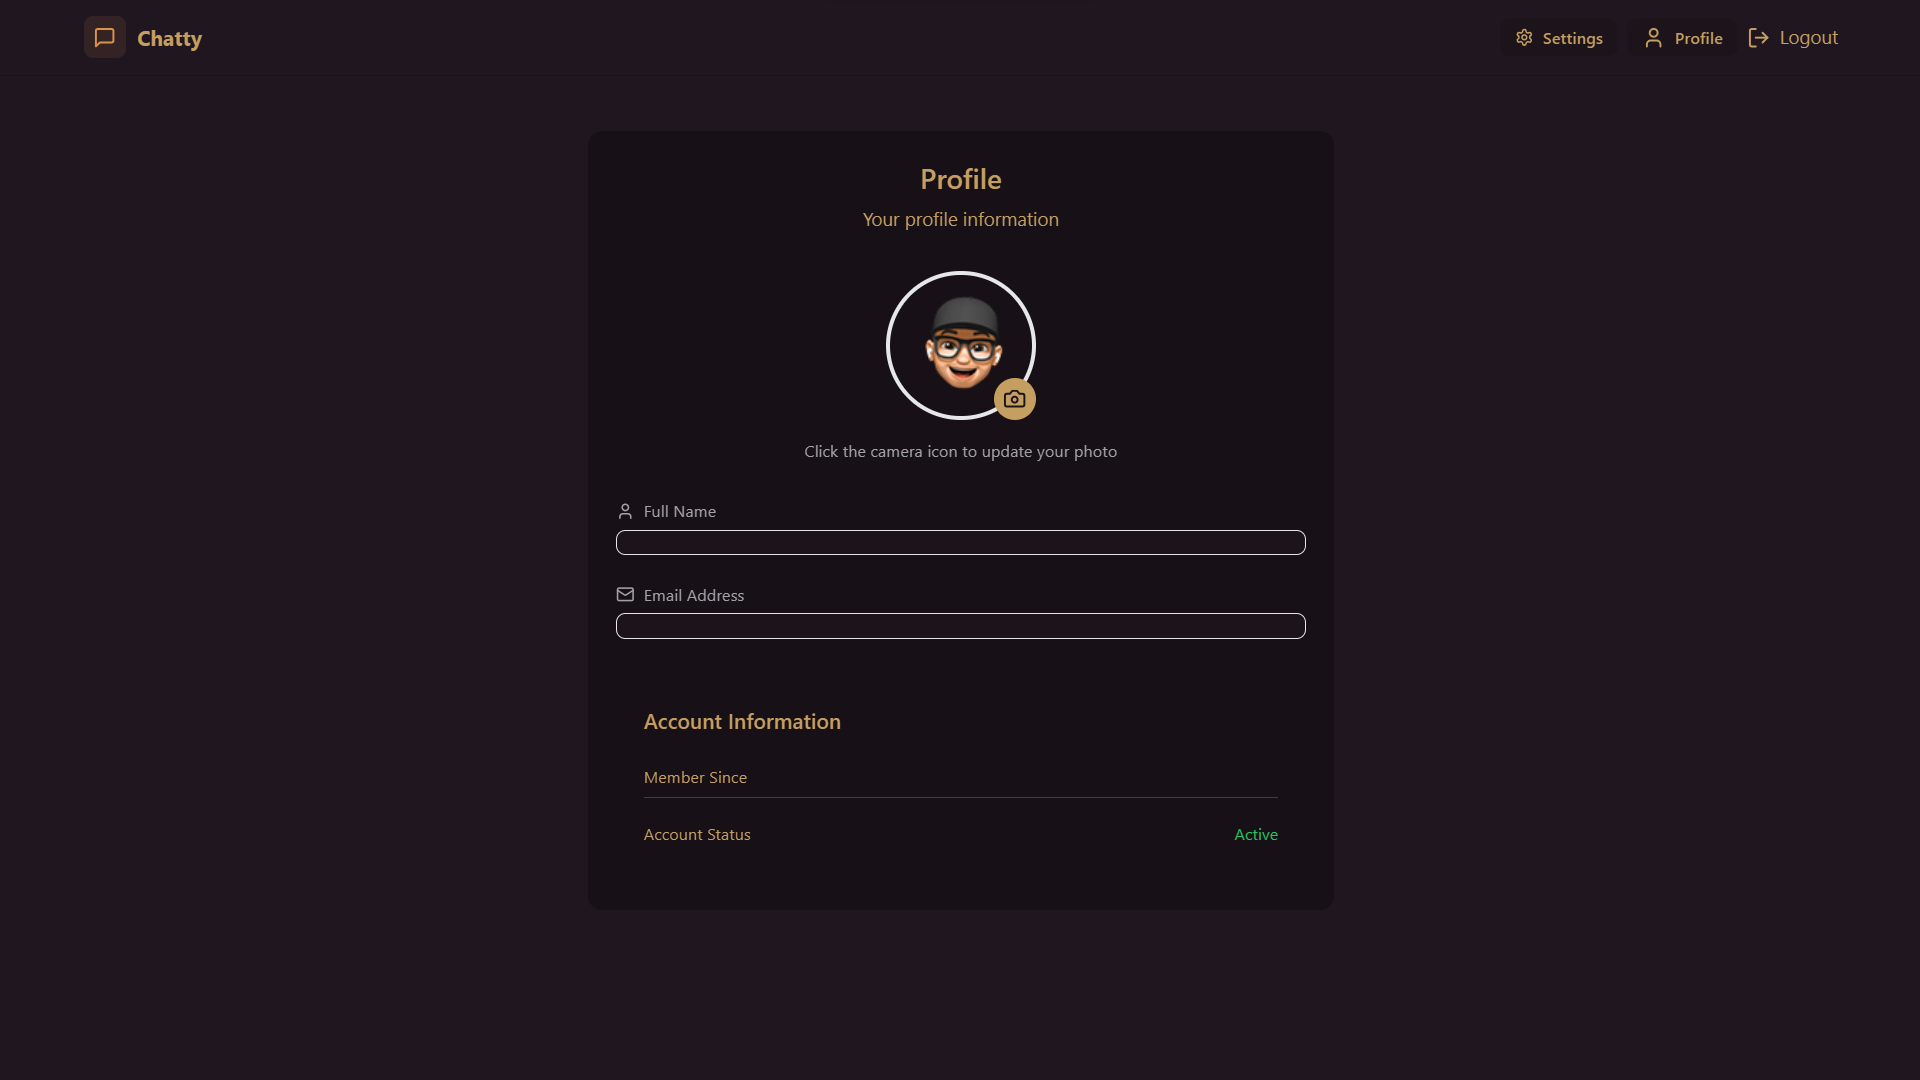 Chatty
Settings
Profile
Logout
Profile
Your profile information
Click the camera icon to update your photo
Full Name
Email Address
Account Information
Member Since
Account Status Active